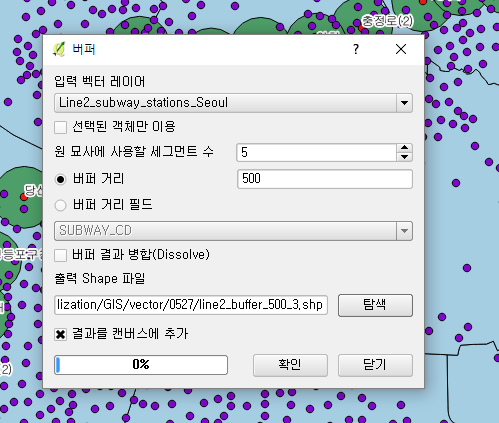 충정로(2)
버퍼
?
입력 벡터 레이어
Line2_subway_stations_Seoul
선택된 객체만 이용
원 묘사에 사용할 세그먼트 수
5
버퍼 거리
500
버퍼 거리 필드
SUBWAY_CD
버퍼 결과 병합(Dissolve)
출력 Shape 파일
lization/GIS/vector/0527/line2_buffer_500_3.shp
탐색
결과를 캔버스에 추가
0%
확인
닫기
당산
등포구
2)